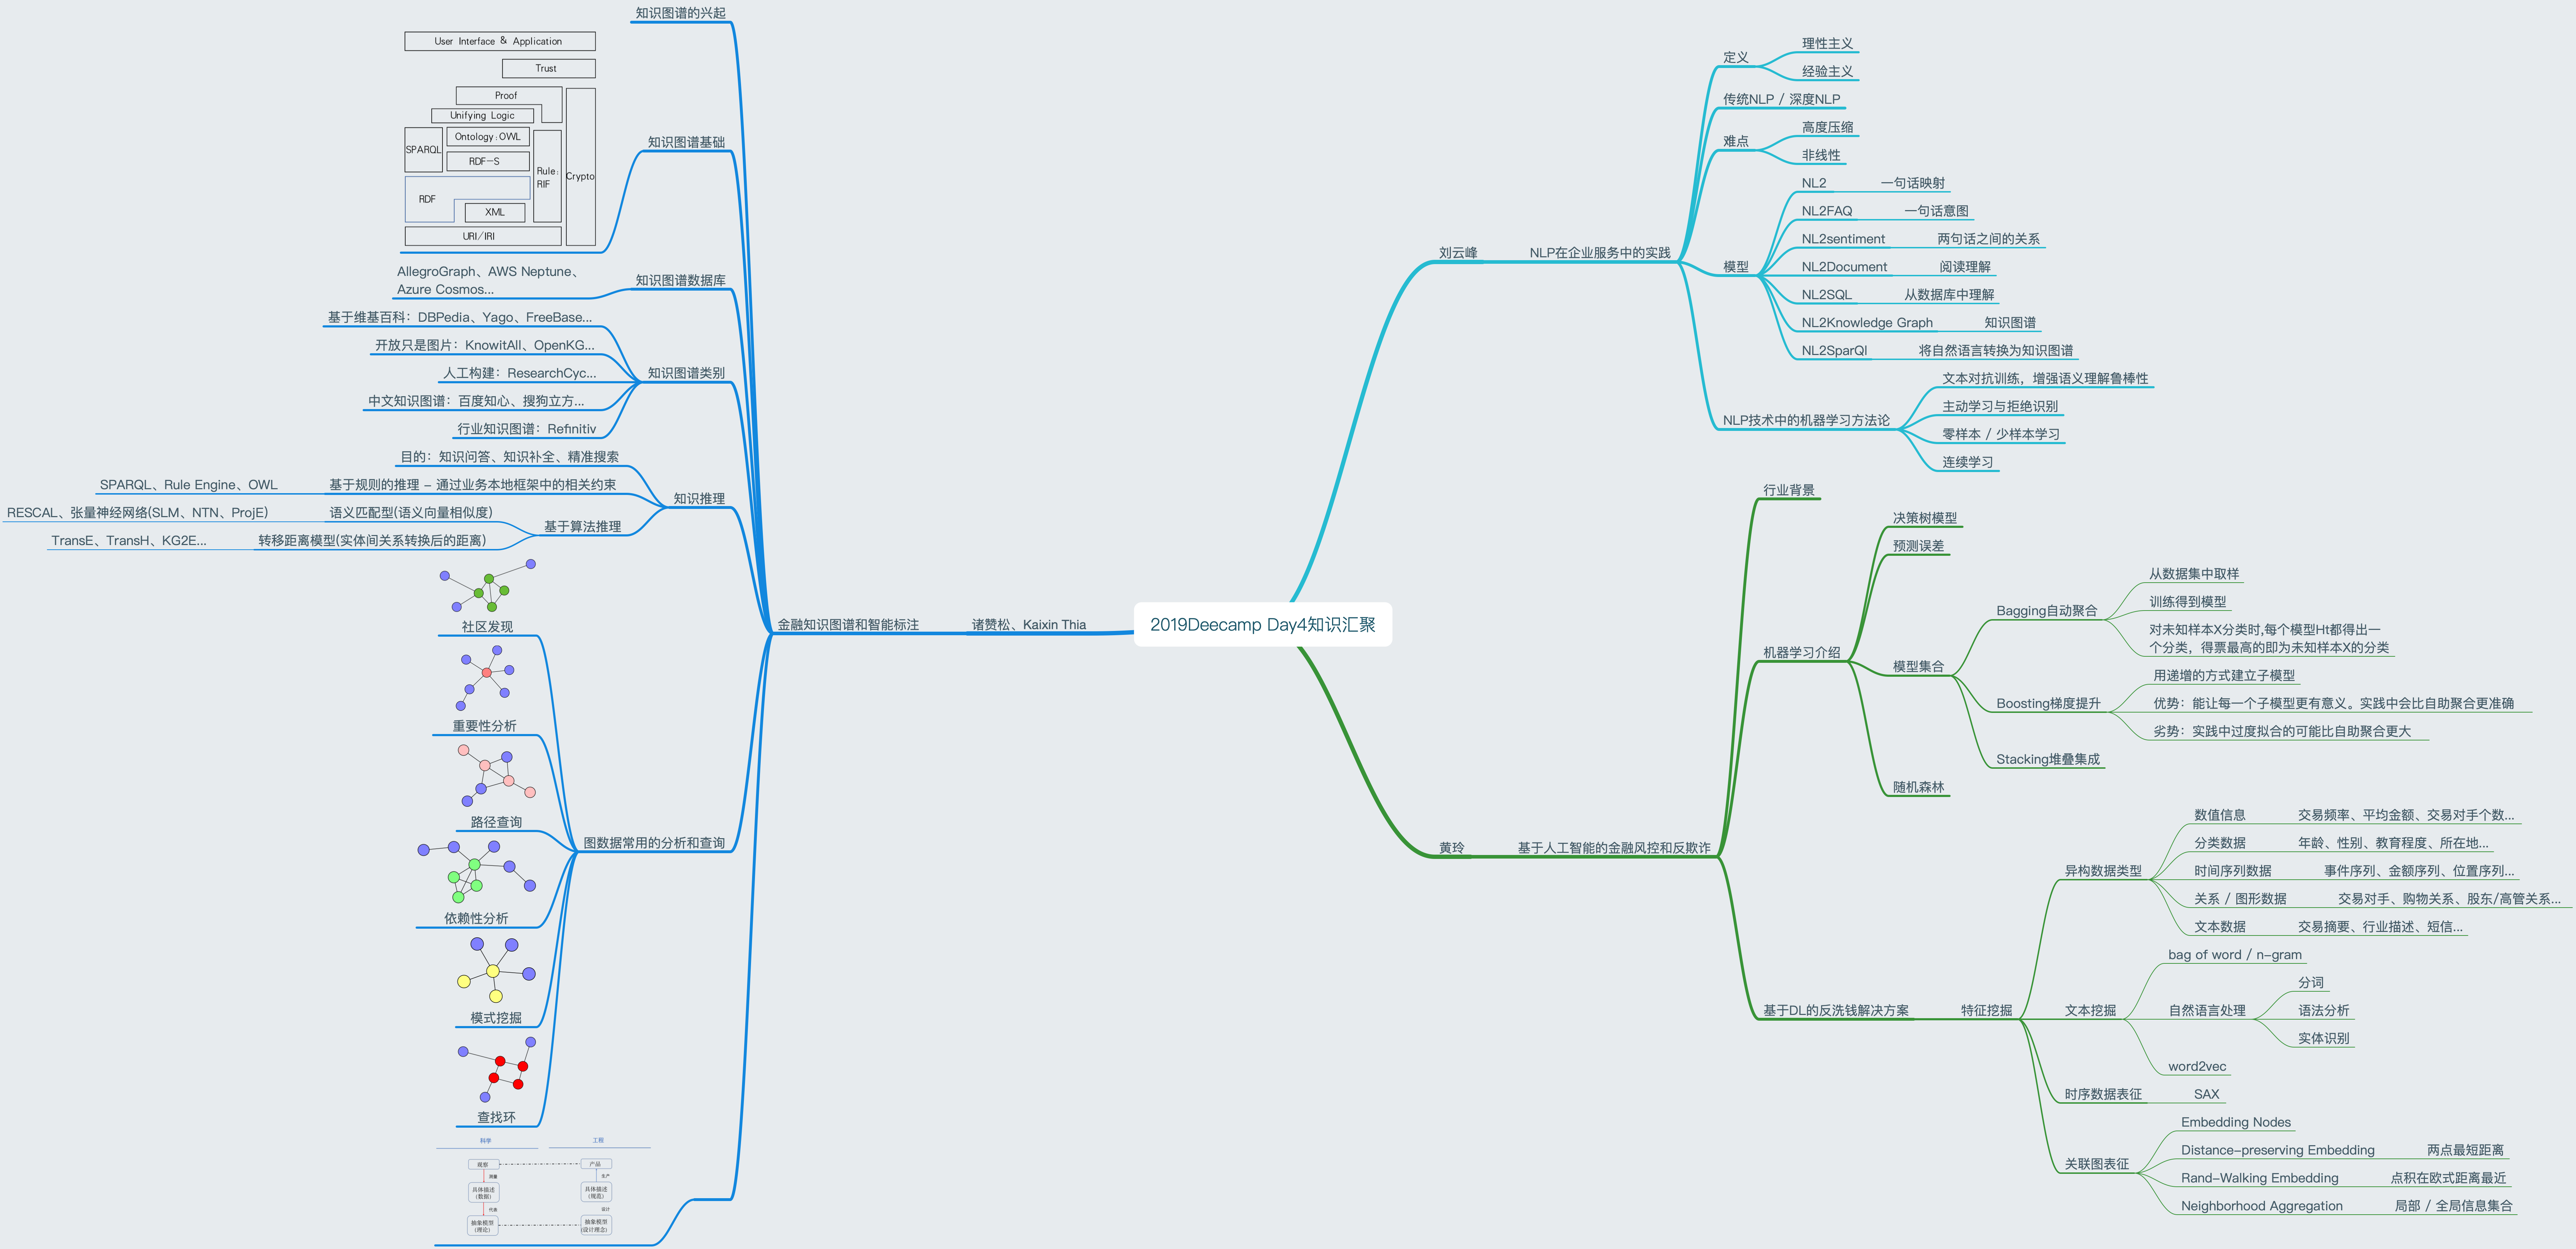 2019Deecamp Day4知识汇聚
刘云峰
NLP在企业服务中的实践
定义
理性主义
经验主义
传统NLP / 深度NLP
难点
高度压缩
非线性
模型
NL2
一句话映射
NL2FAQ
一句话意图
NL2sentiment
两句话之间的关系
NL2Document
阅读理解
NL2SQL
从数据库中理解
NL2Knowledge Graph
知识图谱
NL2SparQl
将自然语言转换为知识图谱
NLP技术中的机器学习方法论
文本对抗训练，增强语义理解鲁棒性
主动学习与拒绝识别
零样本 / 少样本学习
连续学习
黄玲
基于人工智能的金融风控和反欺诈
行业背景
机器学习介绍
决策树模型
预测误差
模型集合
Bagging自动聚合
从数据集中取样
训练得到模型
对未知样本X分类时,每个模型Ht都得出一
个分类，得票最高的即为未知样本X的分类
Boosting梯度提升
用递增的方式建立子模型
优势：能让每一个子模型更有意义。实践中会比自助聚合更准确
劣势：实践中过度拟合的可能比自助聚合更大
Stacking堆叠集成
随机森林
基于DL的反洗钱解决方案
特征挖掘
异构数据类型
数值信息
交易频率、平均金额、交易对手个数...
分类数据
年龄、性别、教育程度、所在地...
时间序列数据
事件序列、金额序列、位置序列...
关系 / 图形数据
交易对手、购物关系、股东/高管关系...
文本数据
交易摘要、行业描述、短信...
文本挖掘
bag of word / n-gram
自然语言处理
分词
语法分析
实体识别
word2vec
时序数据表征
SAX
关联图表征
Embedding Nodes
Distance-preserving Embedding
两点最短距离
Rand-Walking Embedding
点积在欧式距离最近
Neighborhood Aggregation
局部 / 全局信息集合
诸赞松、Kaixin Thia
金融知识图谱和智能标注
知识图谱的兴起
知识图谱基础
User Interface & Application
Trust
Proof
Unifying Logic
SPARQL
Ontology:OWL
RDF-S
Rule:
RIF
Crypto
RDF
XML
URI/IRI
知识图谱数据库
AllegroGraph、AWS Neptune、
Azure Cosmos...
知识图谱类别
基于维基百科：DBPedia、Yago、FreeBase...
开放只是图片：KnowitAll、OpenKG...
人工构建：ResearchCyc...
中文知识图谱：百度知心、搜狗立方...
行业知识图谱：Refinitiv
知识推理
目的：知识问答、知识补全、精准搜索
基于规则的推理 - 通过业务本地框架中的相关约束
SPARQL、Rule Engine、OWL
基于算法推理
语义匹配型(语义向量相似度)
RESCAL、张量神经网络(SLM、NTN、ProjE)
转移距离模型(实体间关系转换后的距离)
TransE、TransH、KG2E...
图数据常用的分析和查询
社区发现
重要性分析
路径查询
依赖性分析
模式挖掘
查找环
科学
工程
观察
产品
测量
生产
具体描述
(数据)
具体描述
(规范)
代表
设计
抽象模型
(理论)
抽象模型
(设计理念)